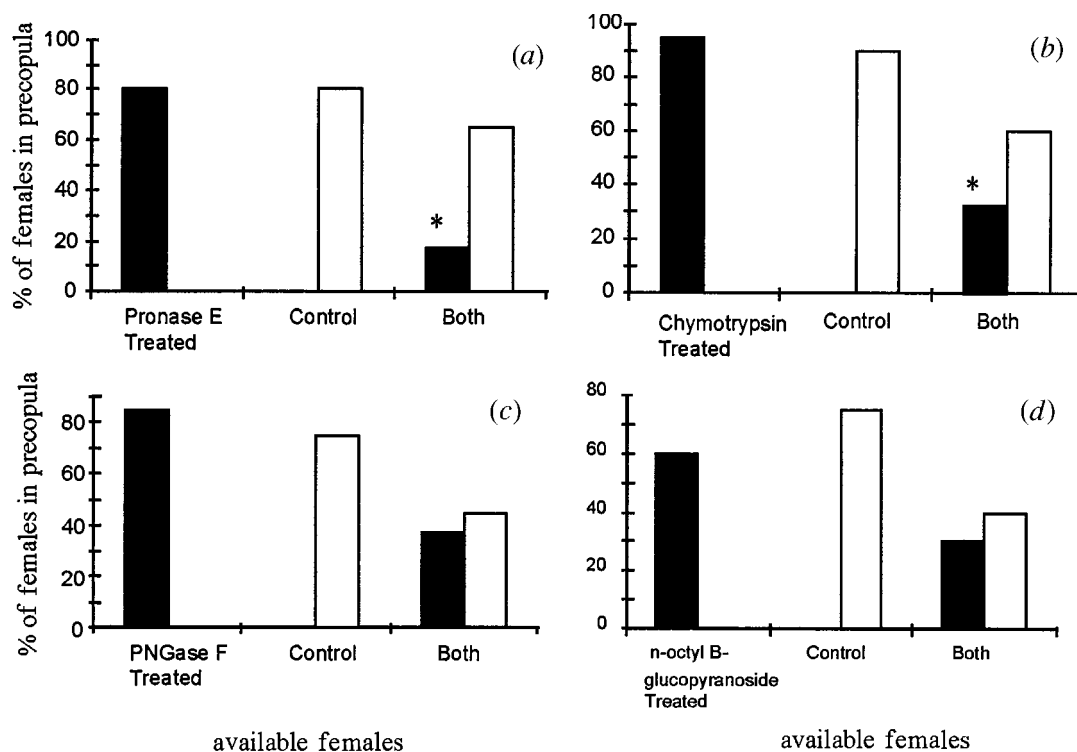 % of females in precopula
100
80
60
40
20
0
(a)
*
Pronase E
Treated
Control
Both
100
80
60
40
20
0
(b)
*
Chymotrypsin
Treated
Control
Both
% of females in precopula
80
60
40
20
0
(c)
PNGase F
Treated
Control
Both
available females
80
60
40
20
0
(d)
n-octyl B-
glucopyranoside
Treated
Control
Both
available females